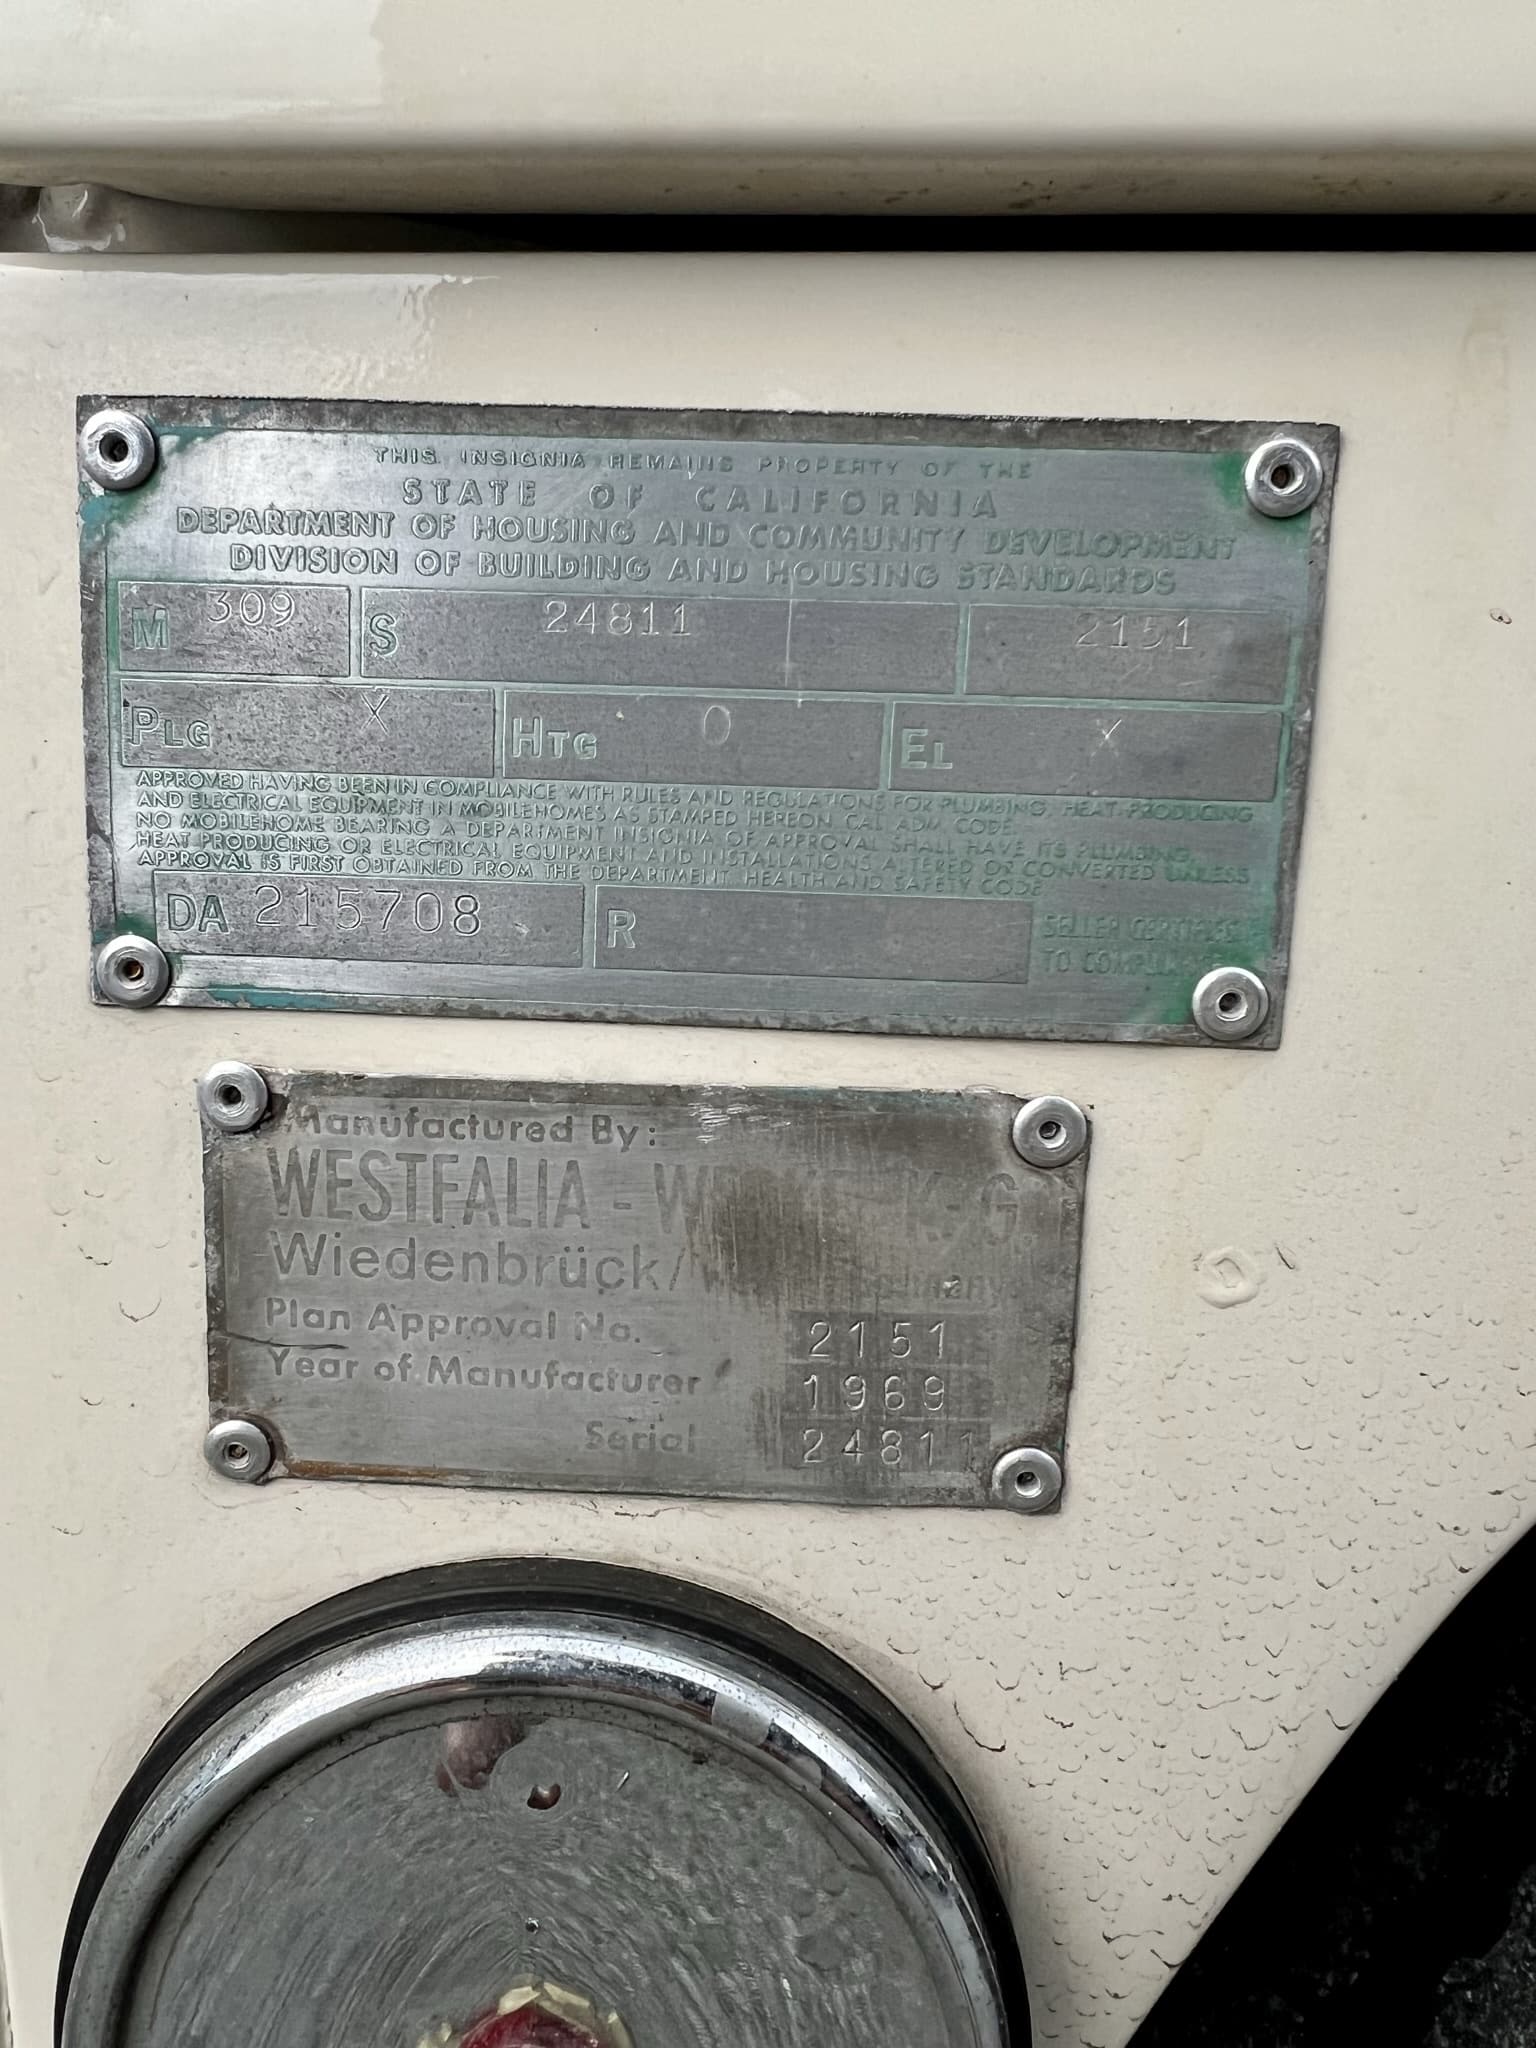 THIS INSIGNIA REMAINS PROPERTY OF THE
STATE OF CALIFORNIA
DEPARTMENT OF HOUSING AND COMMUNITY DEVELOPMENT
DIVISION OF BUILDING AND HOUSING STANDARDS
M 309 S 24811 2151
PLG X HTG O EL X
APPROVED HAVING BEEN IN COMPLIANCE WITH RULES AND REGULATIONS FOR PLUMBING, HEAT-PRODUCING
AND ELECTRICAL EQUIPMENT IN MOBILEHOMES AS STAMPED HEREON CAL ADM CODE.
NO MOBILEHOME BEARING A DEPARTMENT INSIGNIA OF APPROVAL SHALL HAVE ITS PLUMBING,
HEAT PRODUCING OR ELECTRICAL EQUIPMENT AND INSTALLATIONS ALTERED OR CONVERTED UNLESS
APPROVAL IS FIRST OBTAINED FROM THE DEPARTMENT HEALTH AND SAFETY CODE
DA 215708 R
SELLER CERTIFIES
TO COMPLIANCE
Manufactured By:
WESTFALIA - K-G.
Wiedenbrück/ Germany
Plan Approval No. 2151
Year of Manufacturer 1969
Serial 24811